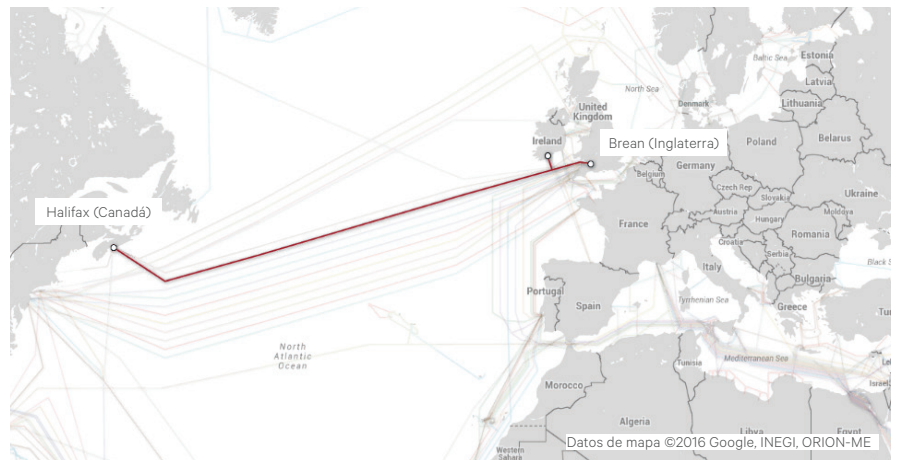 Estonia
Baltic Sea
Latvia
North Sea
Denmark
Lithuania
United
Kingdom
Ireland
Brean (Inglaterra)
Poland
Belarus
Germany
Belgium
Czech Rep
Ukraine
Slovakia
Halifax (Canadá)
Austria
Hungary
Moldova
France
Romania
Croatia
Serbia
Black S
Italy
Bulgaria
Portugal
Spain
Tyrrhenian Sea
Greece
Tur
North
Atlantic
Ocean
Tunisia
Mediterranean Sea
Le
Israel
Morocco
Algeria
Libya
Egypt
Datos de mapa ©2016 Google, INEGI, ORION-ME
Western
Sahara